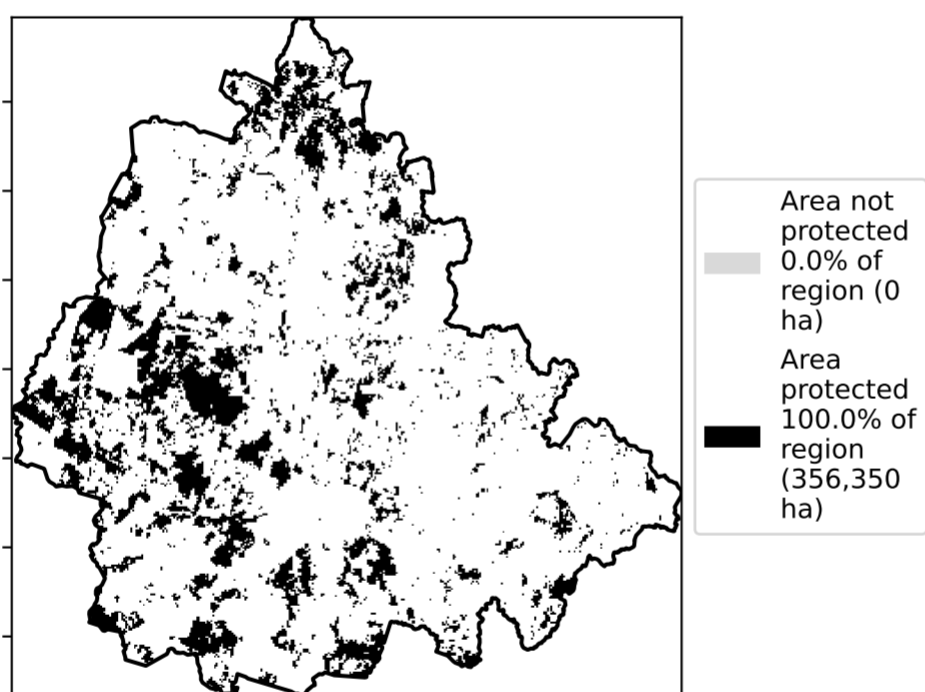 Area not
protected
0.0% of
region (0
ha)
Area
protected
100.0% of
region
(356,350
ha)